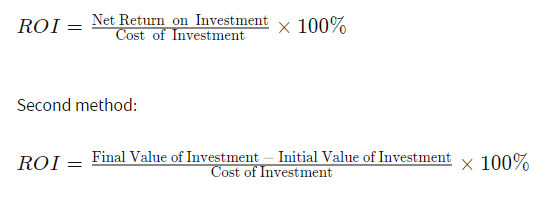 ROI = Net Return on Investment / Cost of Investment × 100%
Second method:
ROI = Final Value of Investment – Initial Value of Investment / Cost of Investment × 100%